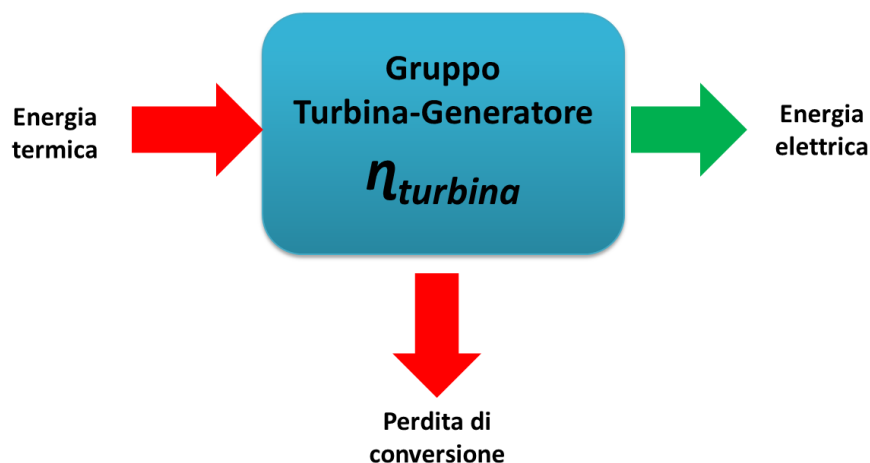 Gruppo
Turbina-Generatore
ηturbina
Energia
termica
Energia
elettrica
Perdita di
conversione